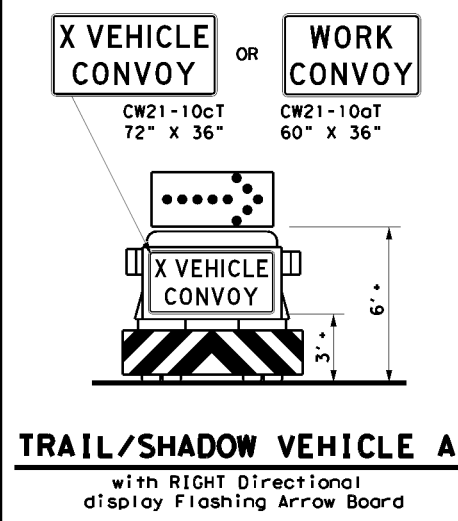 X VEHICLE
CONVOY
OR
WORK
CONVOY
CW21-10cT
72" X 36"
CW21-10aT
60" X 36"
X VEHICLE
CONVOY
6'+
3'+
TRAIL/SHADOW VEHICLE A
with RIGHT Directional
display Flashing Arrow Board